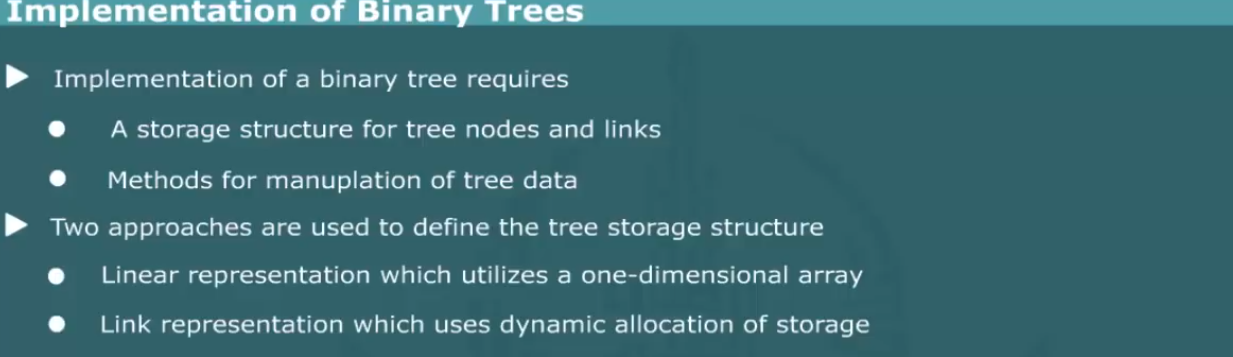 Implementation of Binary Trees
Implementation of a binary tree requires
A storage structure for tree nodes and links
Methods for manuplation of tree data
Two approaches are used to define the tree storage structure
Linear representation which utilizes a one-dimensional array
Link representation which uses dynamic allocation of storage